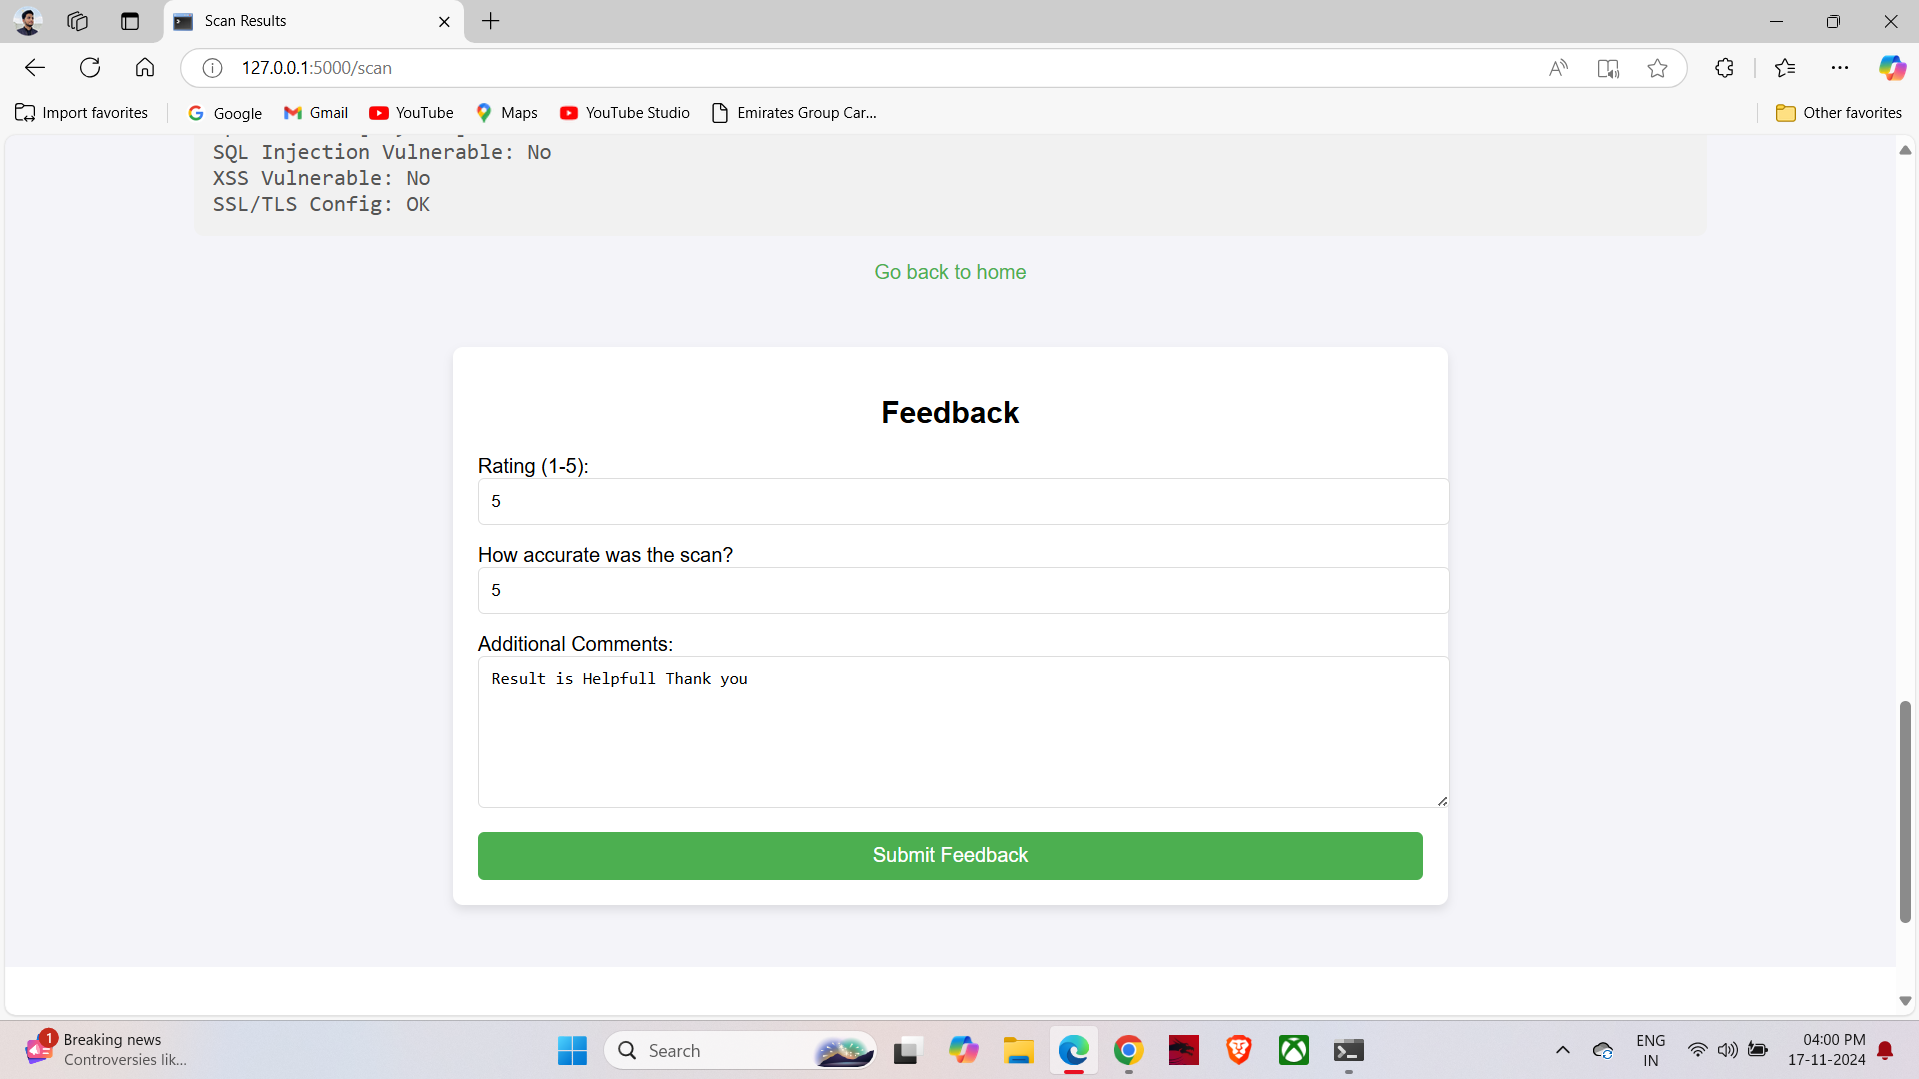 Scan Results
127.0.0.1:5000/scan
Import favorites
Google
Gmail
YouTube
Maps
YouTube Studio
Emirates Group Car...
Other favorites
SQL Injection Vulnerable: No
XSS Vulnerable: No
SSL/TLS Config: OK
Go back to home
Feedback
Rating (1-5):
5
How accurate was the scan?
5
Additional Comments:
Result is Helpfull Thank you
Submit Feedback
1
Breaking news
Controversies lik...
Search
ENG
IN
04:00 PM
17-11-2024